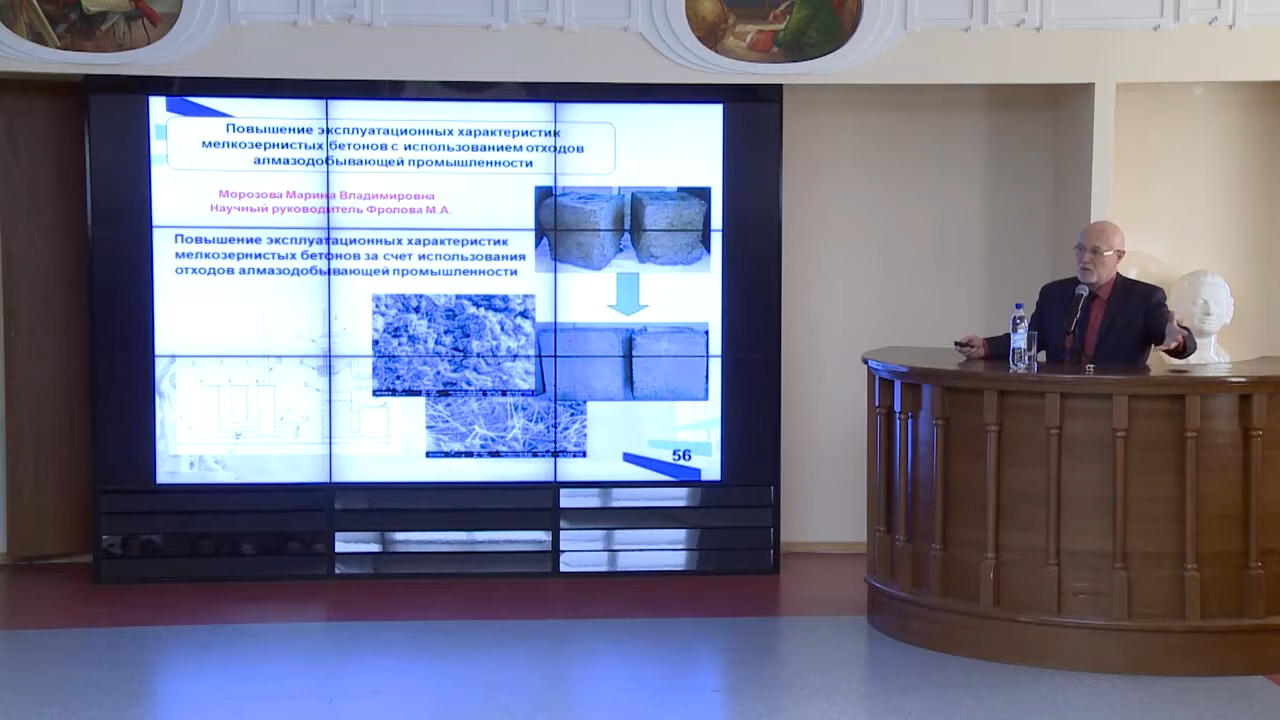 Повышение эксплуатационных характеристик
мелкозернистых бетонов с использованием отходов
алмазодобывающей промышленности
Морозова Марина Владимировна
Научный руководитель Фролова М.А.
Повышение эксплуатационных характеристик
мелкозернистых бетонов за счет использования
отходов алмазодобывающей промышленности
56